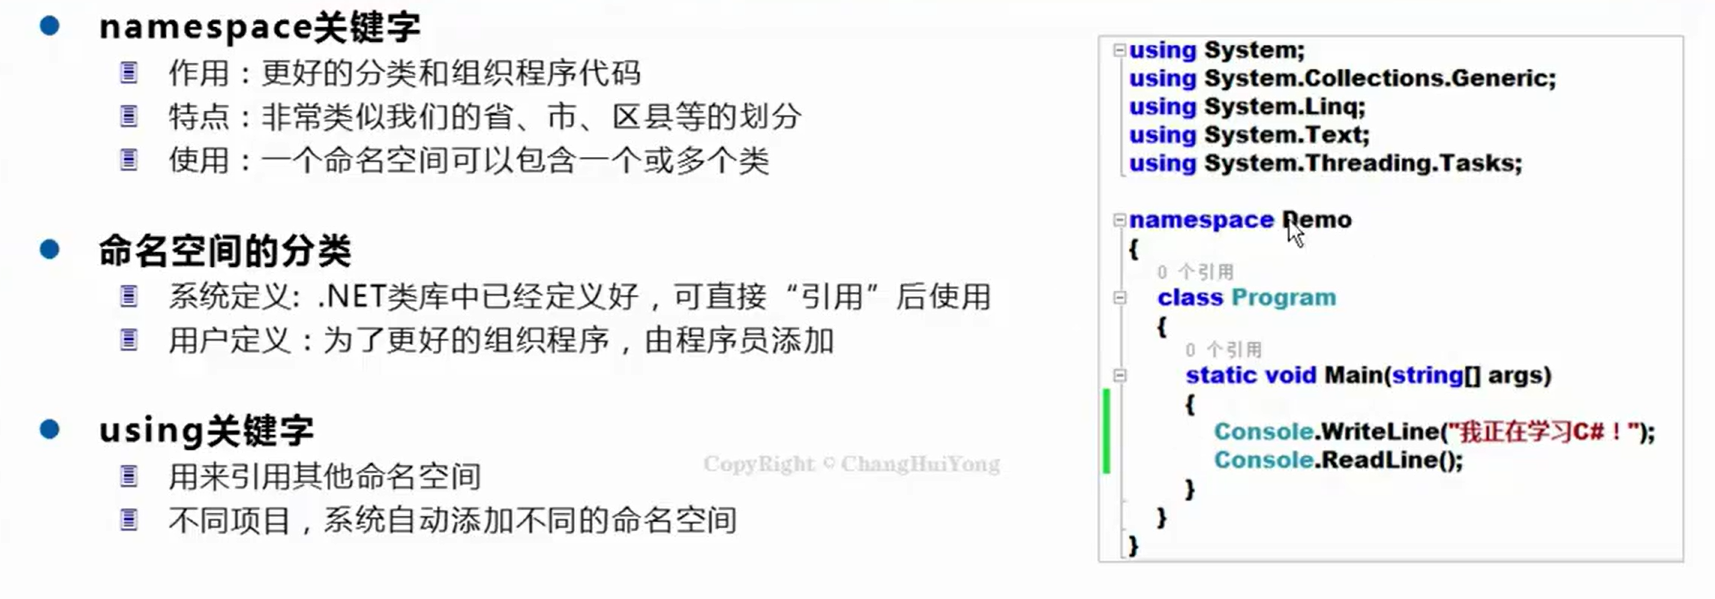 namespace关键字
作用：更好的分类和组织程序代码
特点：非常类似我们的省、市、区县等的划分
使用：一个命名空间可以包含一个或多个类
命名空间的分类
系统定义: .NET类库中已经定义好，可直接“引用”后使用
用户定义：为了更好的组织程序，由程序员添加
using关键字
用来引用其他命名空间
不同项目，系统自动添加不同的命名空间
CopyRight © ChangHuiYong
using System;
using System.Collections.Generic;
using System.Linq;
using System.Text;
using System.Threading.Tasks;
namespace Demo
{
0 个引用
class Program
{
0 个引用
static void Main(string[] args)
{
Console.WriteLine("我正在学习C#！");
Console.ReadLine();
}
}
}